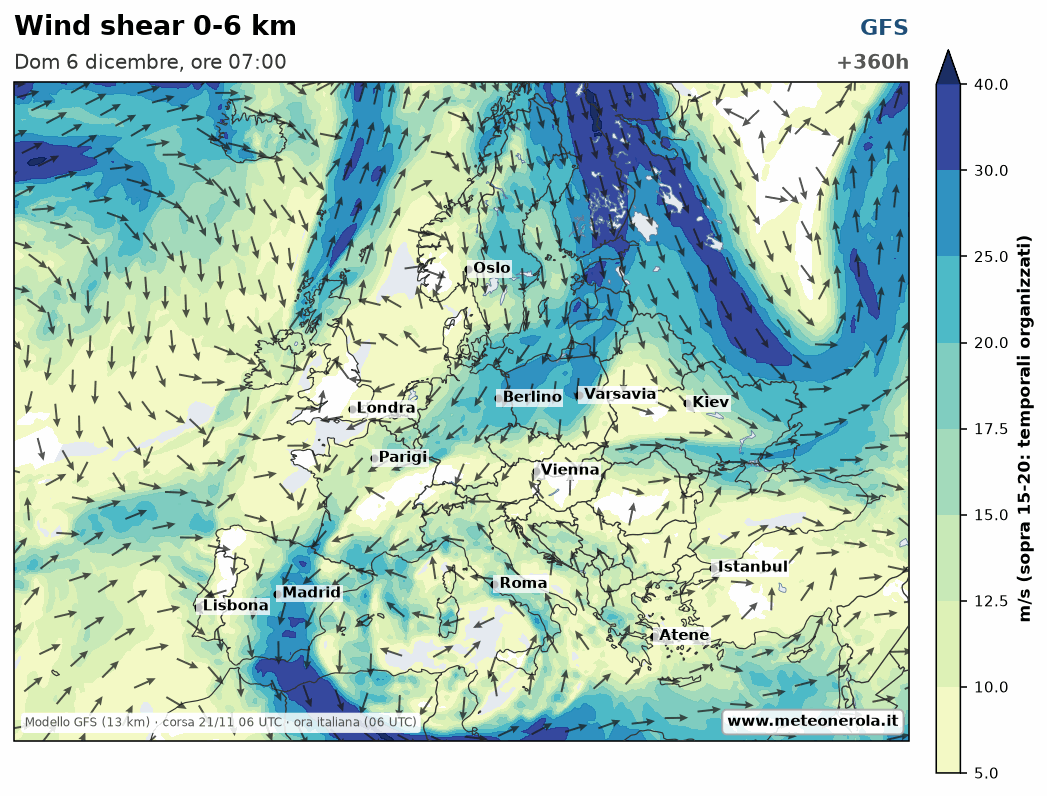 Wind shear 0-6 km
GFS
Dom 6 dicembre, ore 07:00
+360h
40.0
30.0
25.0
20.0
17.5
15.0
12.5
10.0
5.0
m/s (sopra 15-20: temporali organizzati)
Oslo
Berlino
Varsavia
Kiev
Londra
Parigi
Vienna
Istanbul
Roma
Madrid
Lisbona
Atene
Modello GFS (13 km) · corsa 21/11 06 UTC · ora italiana (06 UTC)
www.meteonerola.it